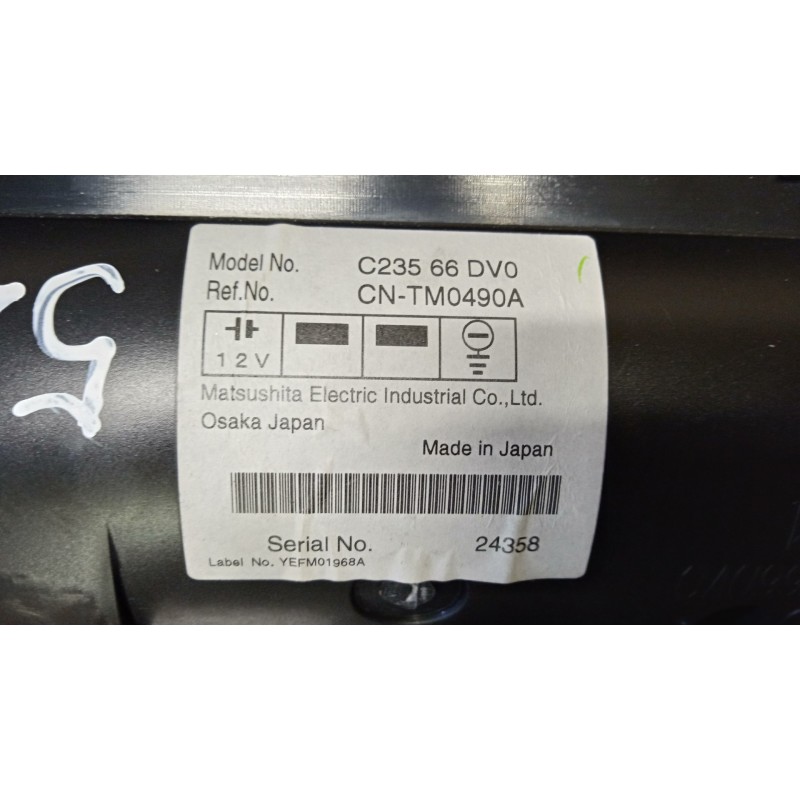 Model No. C235 66 DV0
Ref.No. CN-TM0490A
12V
Matsushita Electric Industrial Co.,Ltd.
Osaka Japan
Made in Japan
Serial No. 24358
Label No. YEFM01968A
5